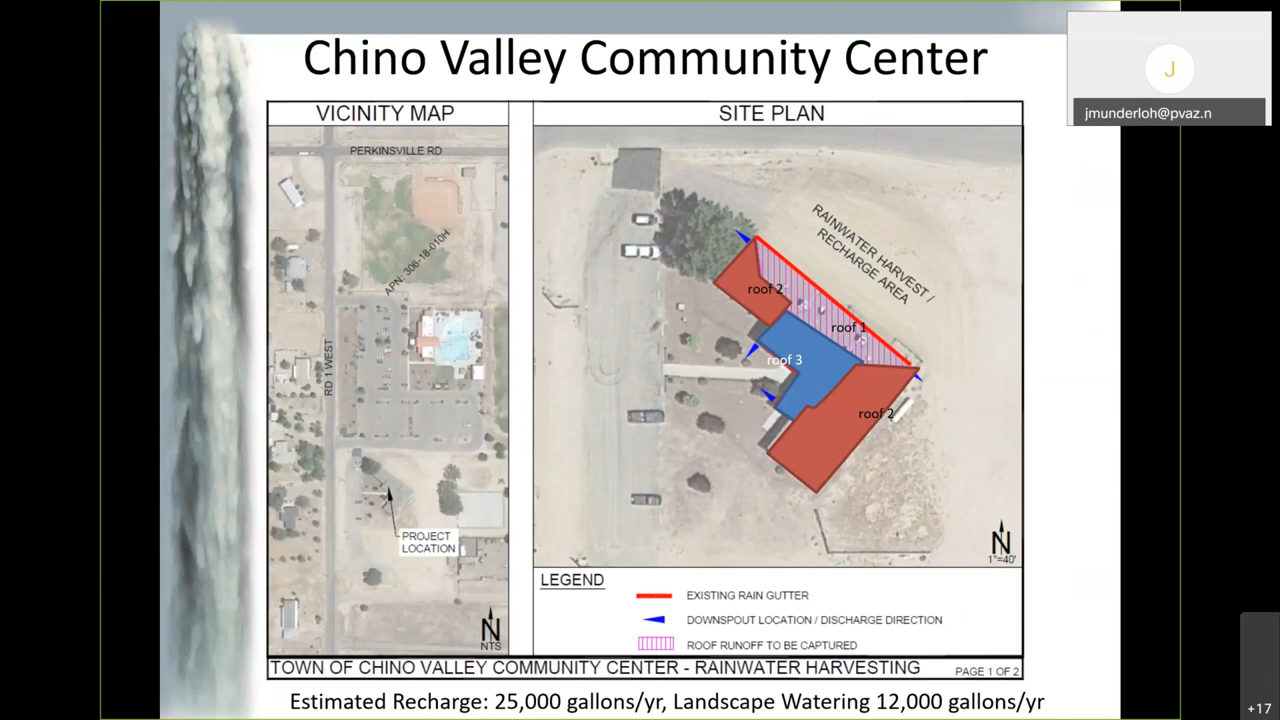 Chino Valley Community Center
J
jmunderloh@pvaz.n
VICINITY MAP
SITE PLAN
PERKINSVILLE RD
APN: 306-18-010H
RD 1 WEST
PROJECT
LOCATION
N
NTS
RAINWATER HARVEST /
RECHARGE AREA
roof 2
roof 1
roof 3
roof 2
N
1"=40'
LEGEND
EXISTING RAIN GUTTER
DOWNSPOUT LOCATION / DISCHARGE DIRECTION
ROOF RUNOFF TO BE CAPTURED
TOWN OF CHINO VALLEY COMMUNITY CENTER - RAINWATER HARVESTING
PAGE 1 OF 2
Estimated Recharge: 25,000 gallons/yr, Landscape Watering 12,000 gallons/yr
+17